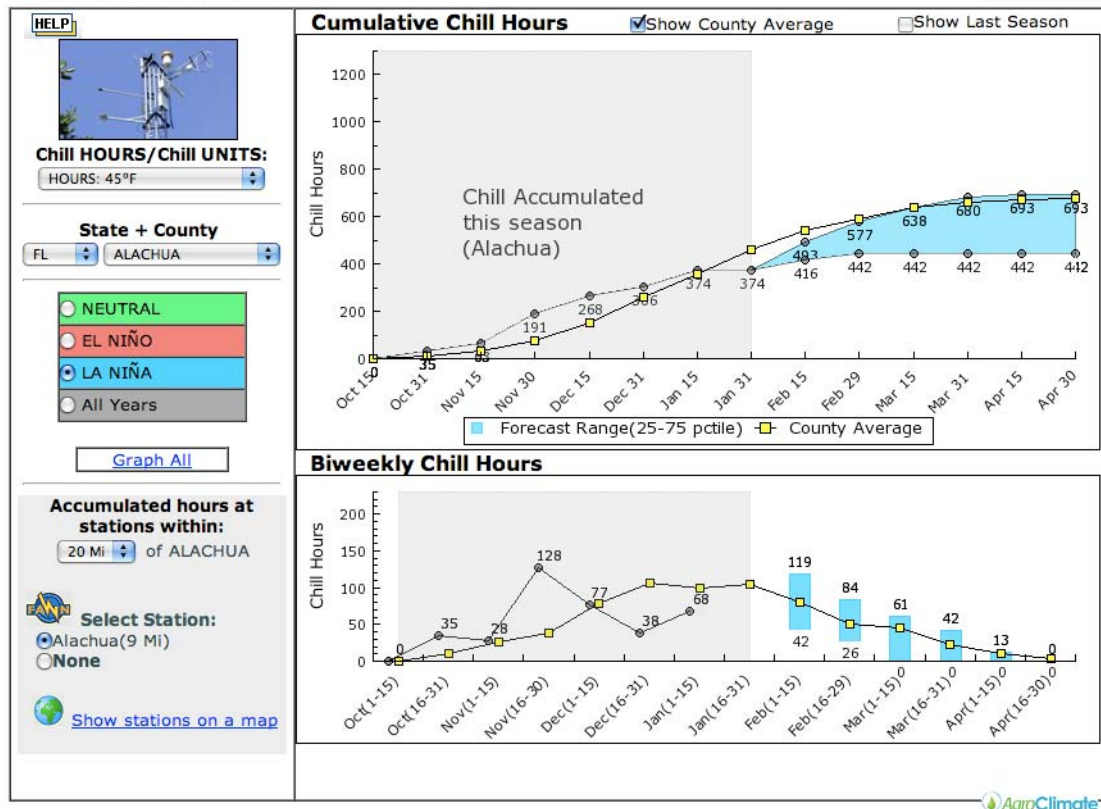 HELP
Chill HOURS/Chill UNITS:
HOURS: 45°F
State + County
FL ALACHUA
NEUTRAL
EL NIÑO
LA NIÑA
All Years
Graph All
Accumulated hours at
stations within:
20 Mi of ALACHUA
FAWN Select Station:
Alachua(9 Mi)
None
Show stations on a map
Cumulative Chill Hours Show County Average Show Last Season
Chill Hours
1200
1000
800
600
400
200
0
Chill Accumulated
this season
(Alachua)
0 35 63 191 268 306 374 374 493 577 638 680 693 693
416 442 442 442 442 442
Oct 15 Oct 31 Nov 15 Nov 30 Dec 15 Dec 31 Jan 15 Jan 31 Feb 15 Feb 29 Mar 15 Mar 31 Apr 15 Apr 30
Forecast Range(25-75 pctile) County Average
Biweekly Chill Hours
Chill Hours
200
150
100
50
0
0 35 28 128 77 38 68 119 84 61 42 13 0
42 26 0 0 0 0
Oct(1-15) Oct(16-31) Nov(1-15) Nov(16-30) Dec(1-15) Dec(16-31) Jan(1-15) Jan(16-31) Feb(1-15) Feb(16-29) Mar(1-15) Mar(16-31) Apr(1-15) Apr(16-30)
AgroClimate